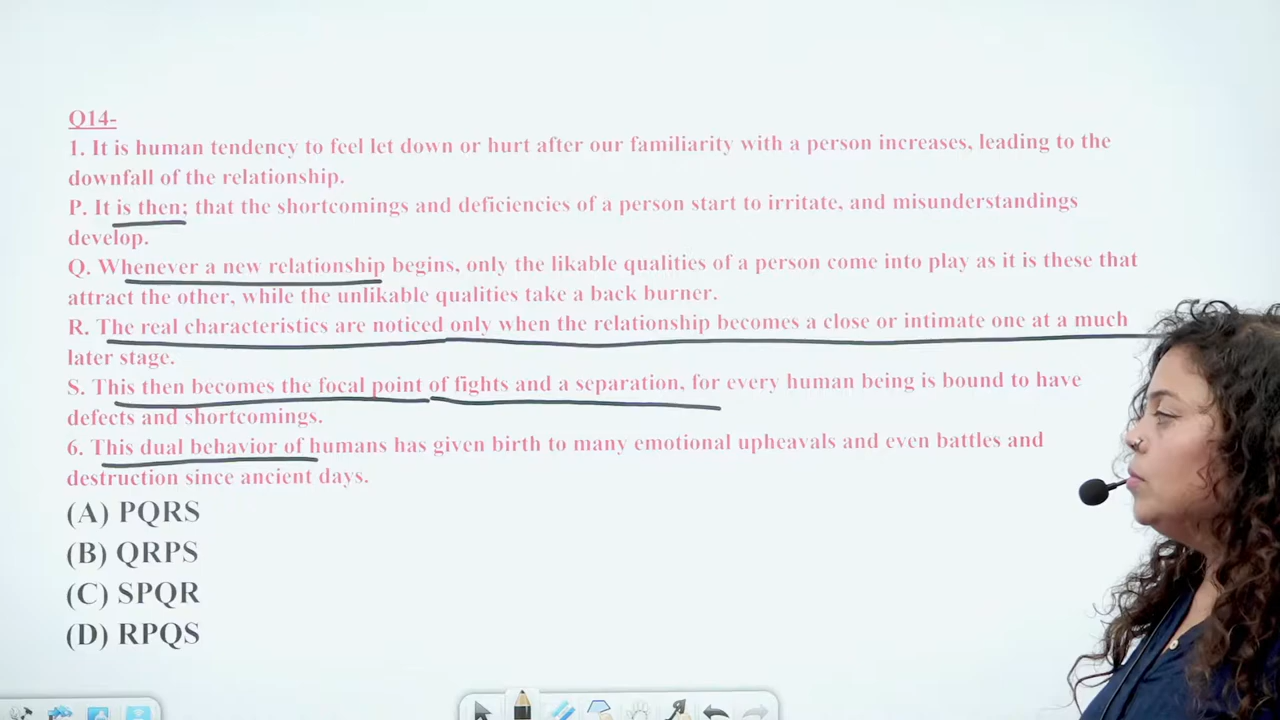 Q14-
1. It is human tendency to feel let down or hurt after our familiarity with a person increases, leading to the
downfall of the relationship.
P. It is then; that the shortcomings and deficiencies of a person start to irritate, and misunderstandings
develop.
Q. Whenever a new relationship begins, only the likable qualities of a person come into play as it is these that
attract the other, while the unlikable qualities take a back burner.
R. The real characteristics are noticed only when the relationship becomes a close or intimate one at a much
later stage.
S. This then becomes the focal point of fights and a separation, for every human being is bound to have
defects and shortcomings.
6. This dual behavior of humans has given birth to many emotional upheavals and even battles and
destruction since ancient days.
(A) PQRS
(B) QRPS
(C) SPQR
(D) RPQS